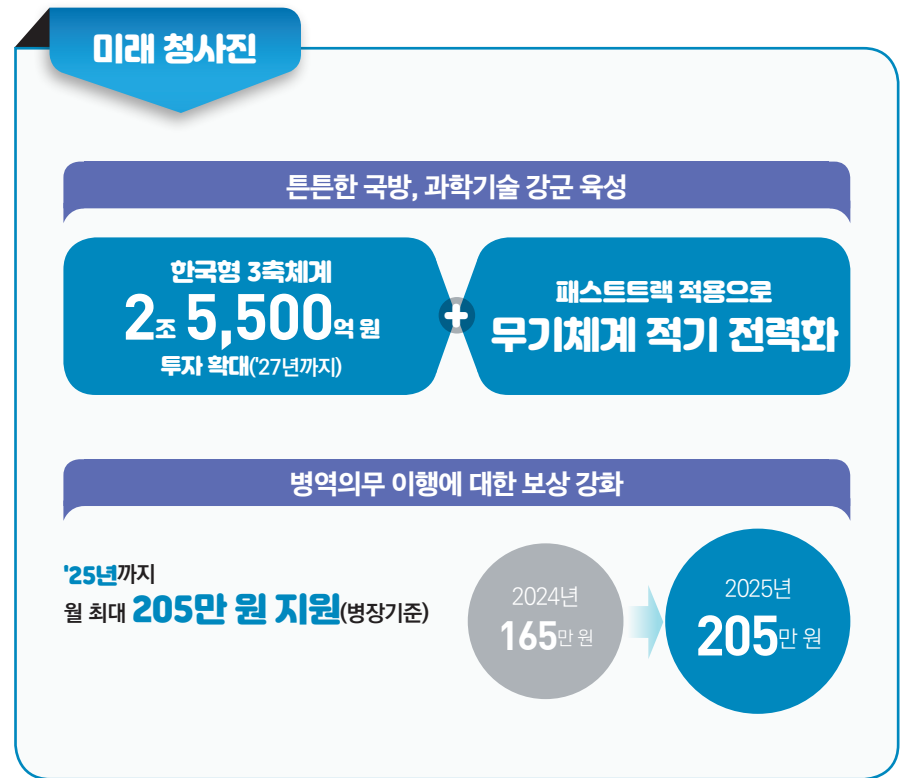 미래 청사진
튼튼한 국방, 과학기술 강군 육성
한국형 3축체계
2조 5,500억 원
투자 확대('27년까지)
+
패스트트랙 적용으로
무기체계 적기 전력화
병역의무 이행에 대한 보상 강화
'25년까지
월 최대 205만 원 지원(병장기준)
2024년
165만 원
2025년
205만 원